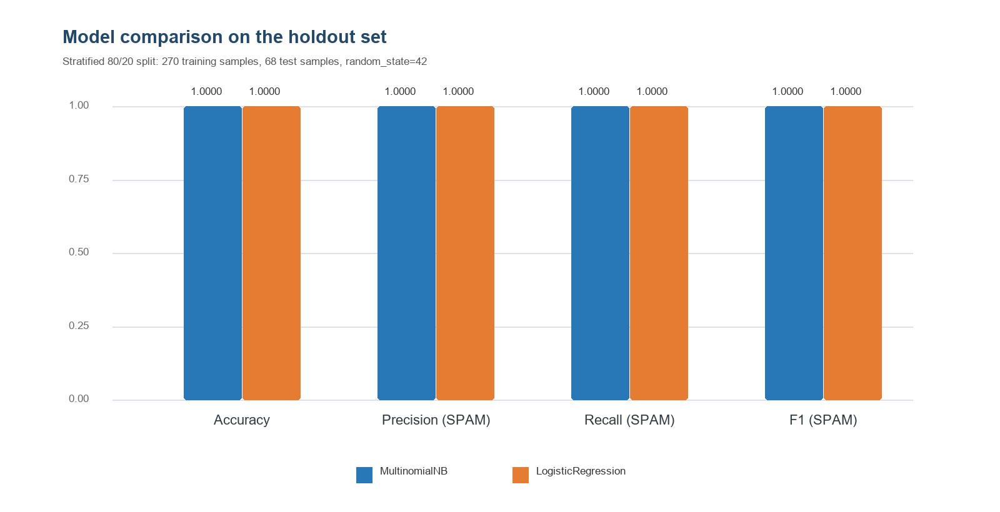 Model comparison on the holdout set
Stratified 80/20 split: 270 training samples, 68 test samples, random_state=42
1.0000 1.0000 1.0000 1.0000 1.0000 1.0000 1.0000 1.0000
1.00
0.75
0.50
0.25
0.00
Accuracy Precision (SPAM) Recall (SPAM) F1 (SPAM)
MultinomialNB LogisticRegression